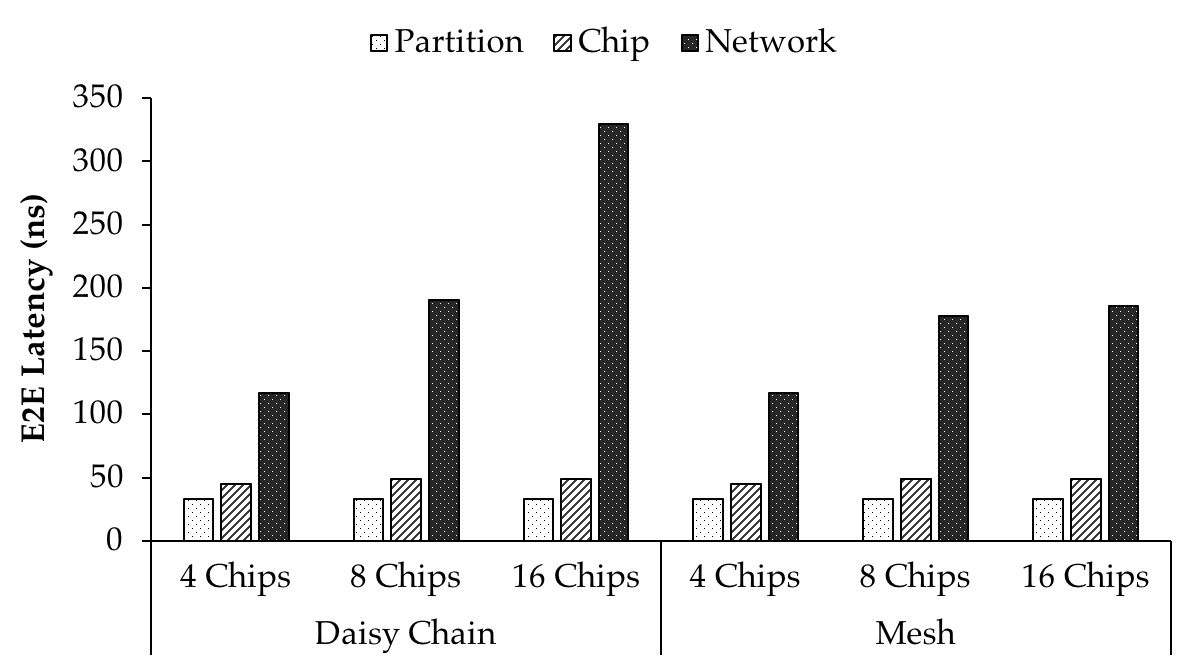 Partition Chip Network
350
300
250
200
150
100
50
0
E2E Latency (ns)
4 Chips 8 Chips 16 Chips 4 Chips 8 Chips 16 Chips
Daisy Chain Mesh